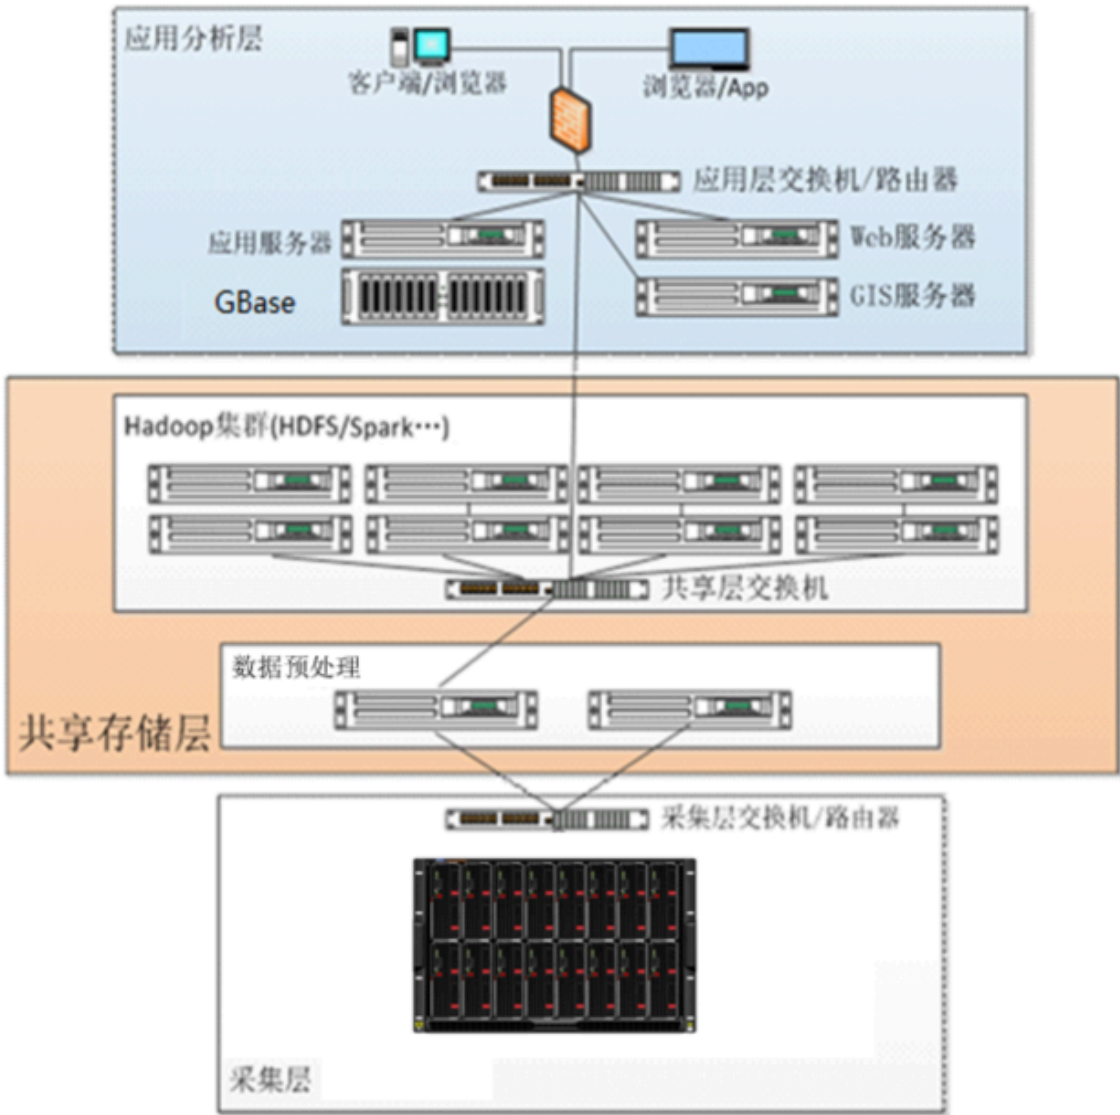 应用分析层
客户端/浏览器
浏览器/App
应用层交换机/路由器
应用服务器
Web服务器
GBase
GIS服务器
Hadoop集群(HDFS/Spark···)
共享层交换机
数据预处理
共享存储层
采集层交换机/路由器
采集层